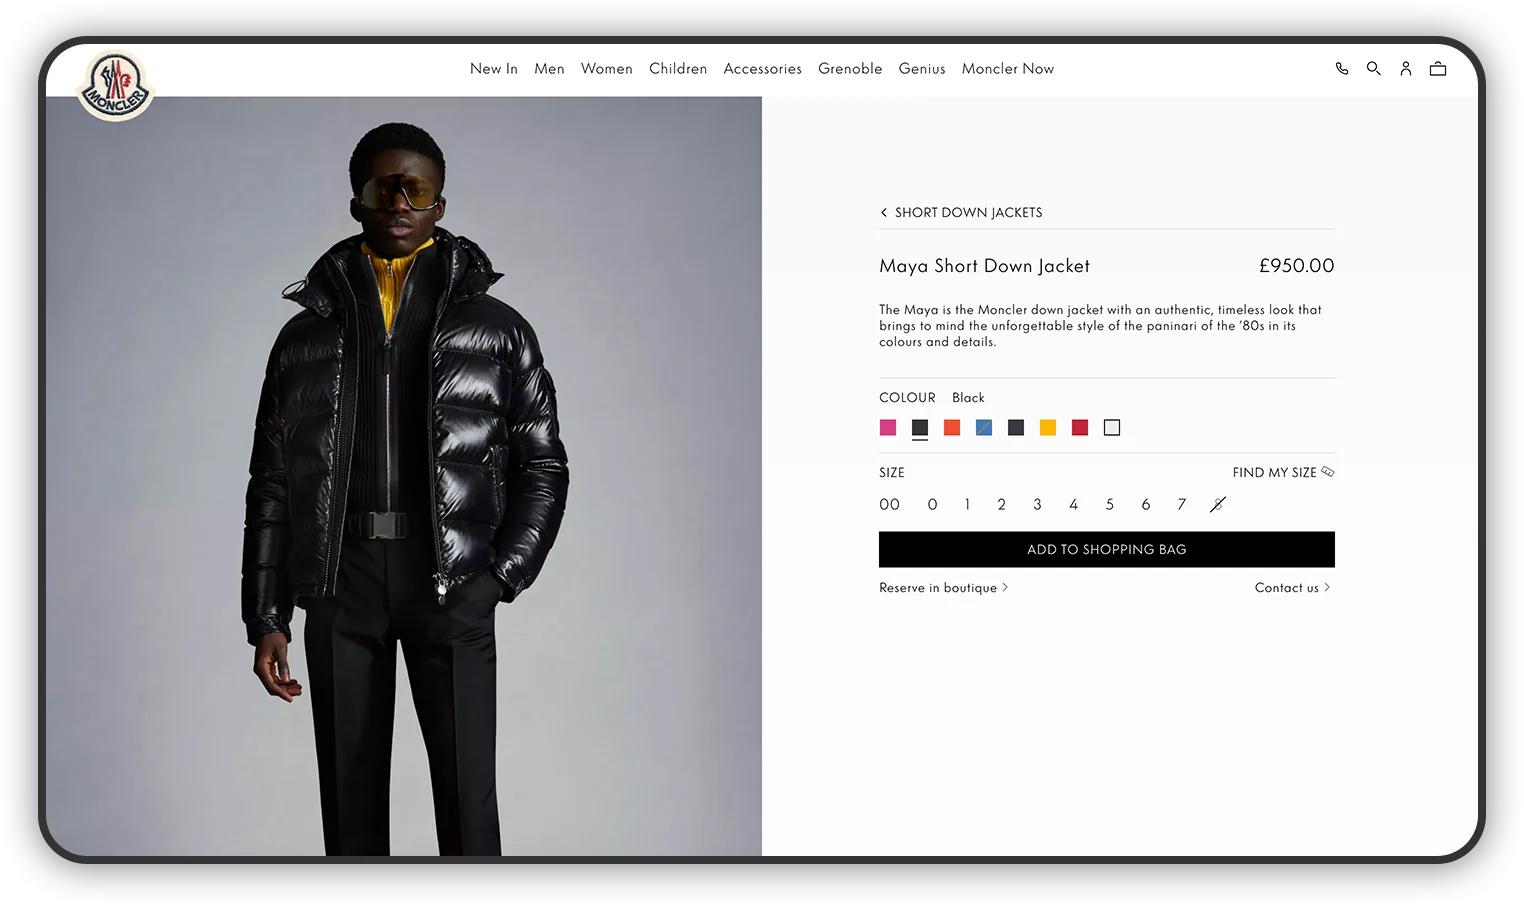 MONCLER
New In Men Women Children Accessories Grenoble Genius Moncler Now
SHORT DOWN JACKETS
Maya Short Down Jacket £950.00
The Maya is the Moncler down jacket with an authentic, timeless look that
brings to mind the unforgettable style of the paninari of the ‘80s in its
colours and details.
COLOUR Black
SIZE FIND MY SIZE
00 0 1 2 3 4 5 6 7 8
ADD TO SHOPPING BAG
Reserve in boutique Contact us